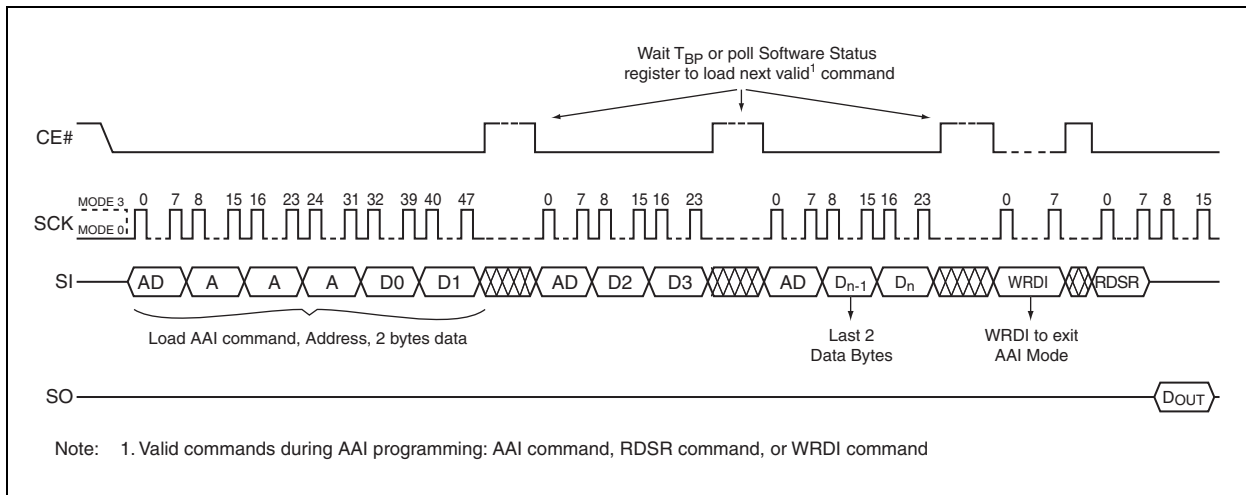 Wait TBP or poll Software Status
register to load next valid1 command
CE#
MODE 3 0 7 8 15 16 23 24 31 32 39 40 47 0 7 8 15 16 23 0 7 8 15 16 23 0 7 0 7 8 15
SCK MODE 0
SI AD A A A D0 D1 AD D2 D3 AD Dn-1 Dn WRDI RDSR
Load AAI command, Address, 2 bytes data
Last 2 WRDI to exit
Data Bytes AAI Mode
SO DOUT
Note: 1. Valid commands during AAI programming: AAI command, RDSR command, or WRDI command